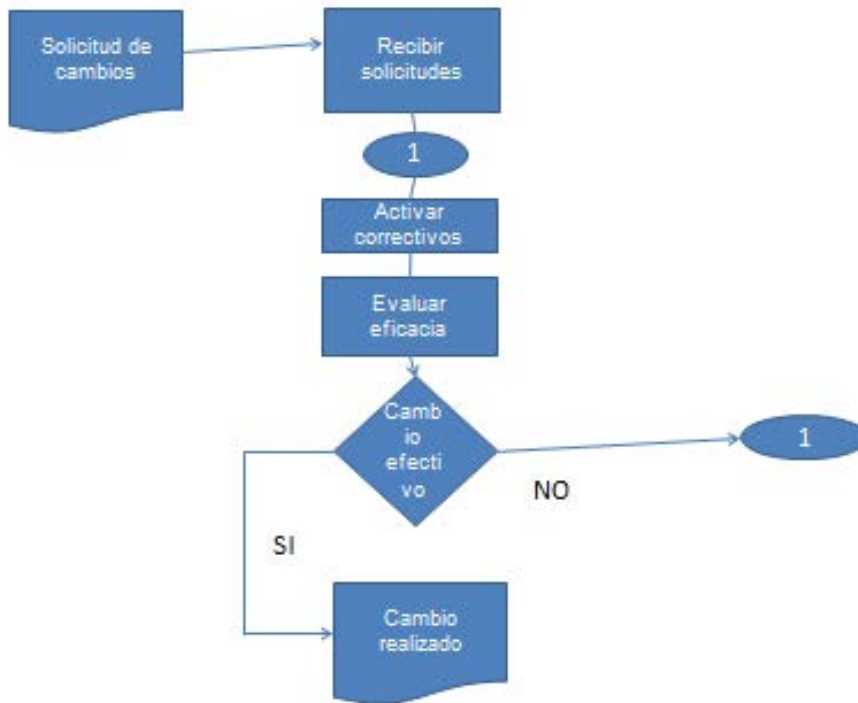 Solicitud de
cambios
Recibir
solicitudes
1
Activar
correctivos
Evaluar
eficacia
Camb
io
efecti
vo
1
NO
SI
Cambio
realizado